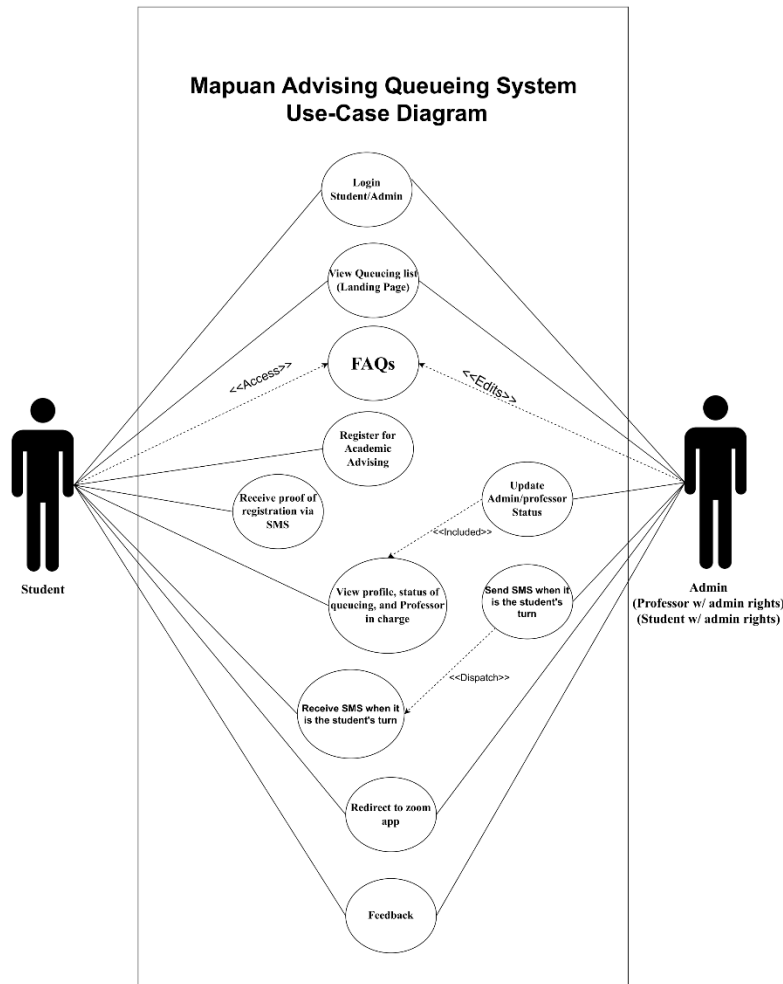 Mapuan Advising Queueing System
Use-Case Diagram
Login
Student/Admin
View Queueing list
(Landing Page)
FAQs
<<Access>>
<<Edits>>
Register for
Academic
Advising
Receive proof of
registration via
SMS
Update
Admin/professor
Status
<<Included>>
Student
Admin
(Professor w/ admin rights)
(Student w/ admin rights)
View profile, status of
queueing, and Professor
in charge
Send SMS when it
is the student's
turn
<<Dispatch>>
Receive SMS when it
is the student's turn
Redirect to zoom
app
Feedback